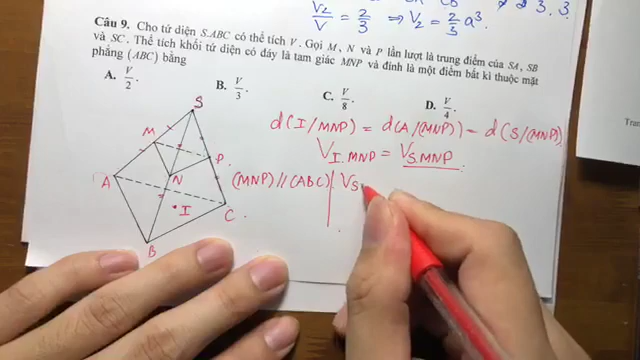 V₂/V = 2/3 ⇒ V₂ = 2/3 a³.
Câu 9. Cho tứ diện S.ABC có thể tích V. Gọi M, N và P lần lượt là trung điểm của SA, SB
và SC. Thể tích khối tứ diện có đáy là tam giác MNP và đỉnh là một điểm bất kì thuộc mặt
phẳng (ABC) bằng
A. V/2. B. V/3. C. V/8. D. V/4.
S
M
P
A
N
I
C
B
d(I/(MNP)) = d(A/(MNP)) = d(S/(MNP))
V I.MNP = V S.MNP
(MNP) // (ABC) | V S
Tran